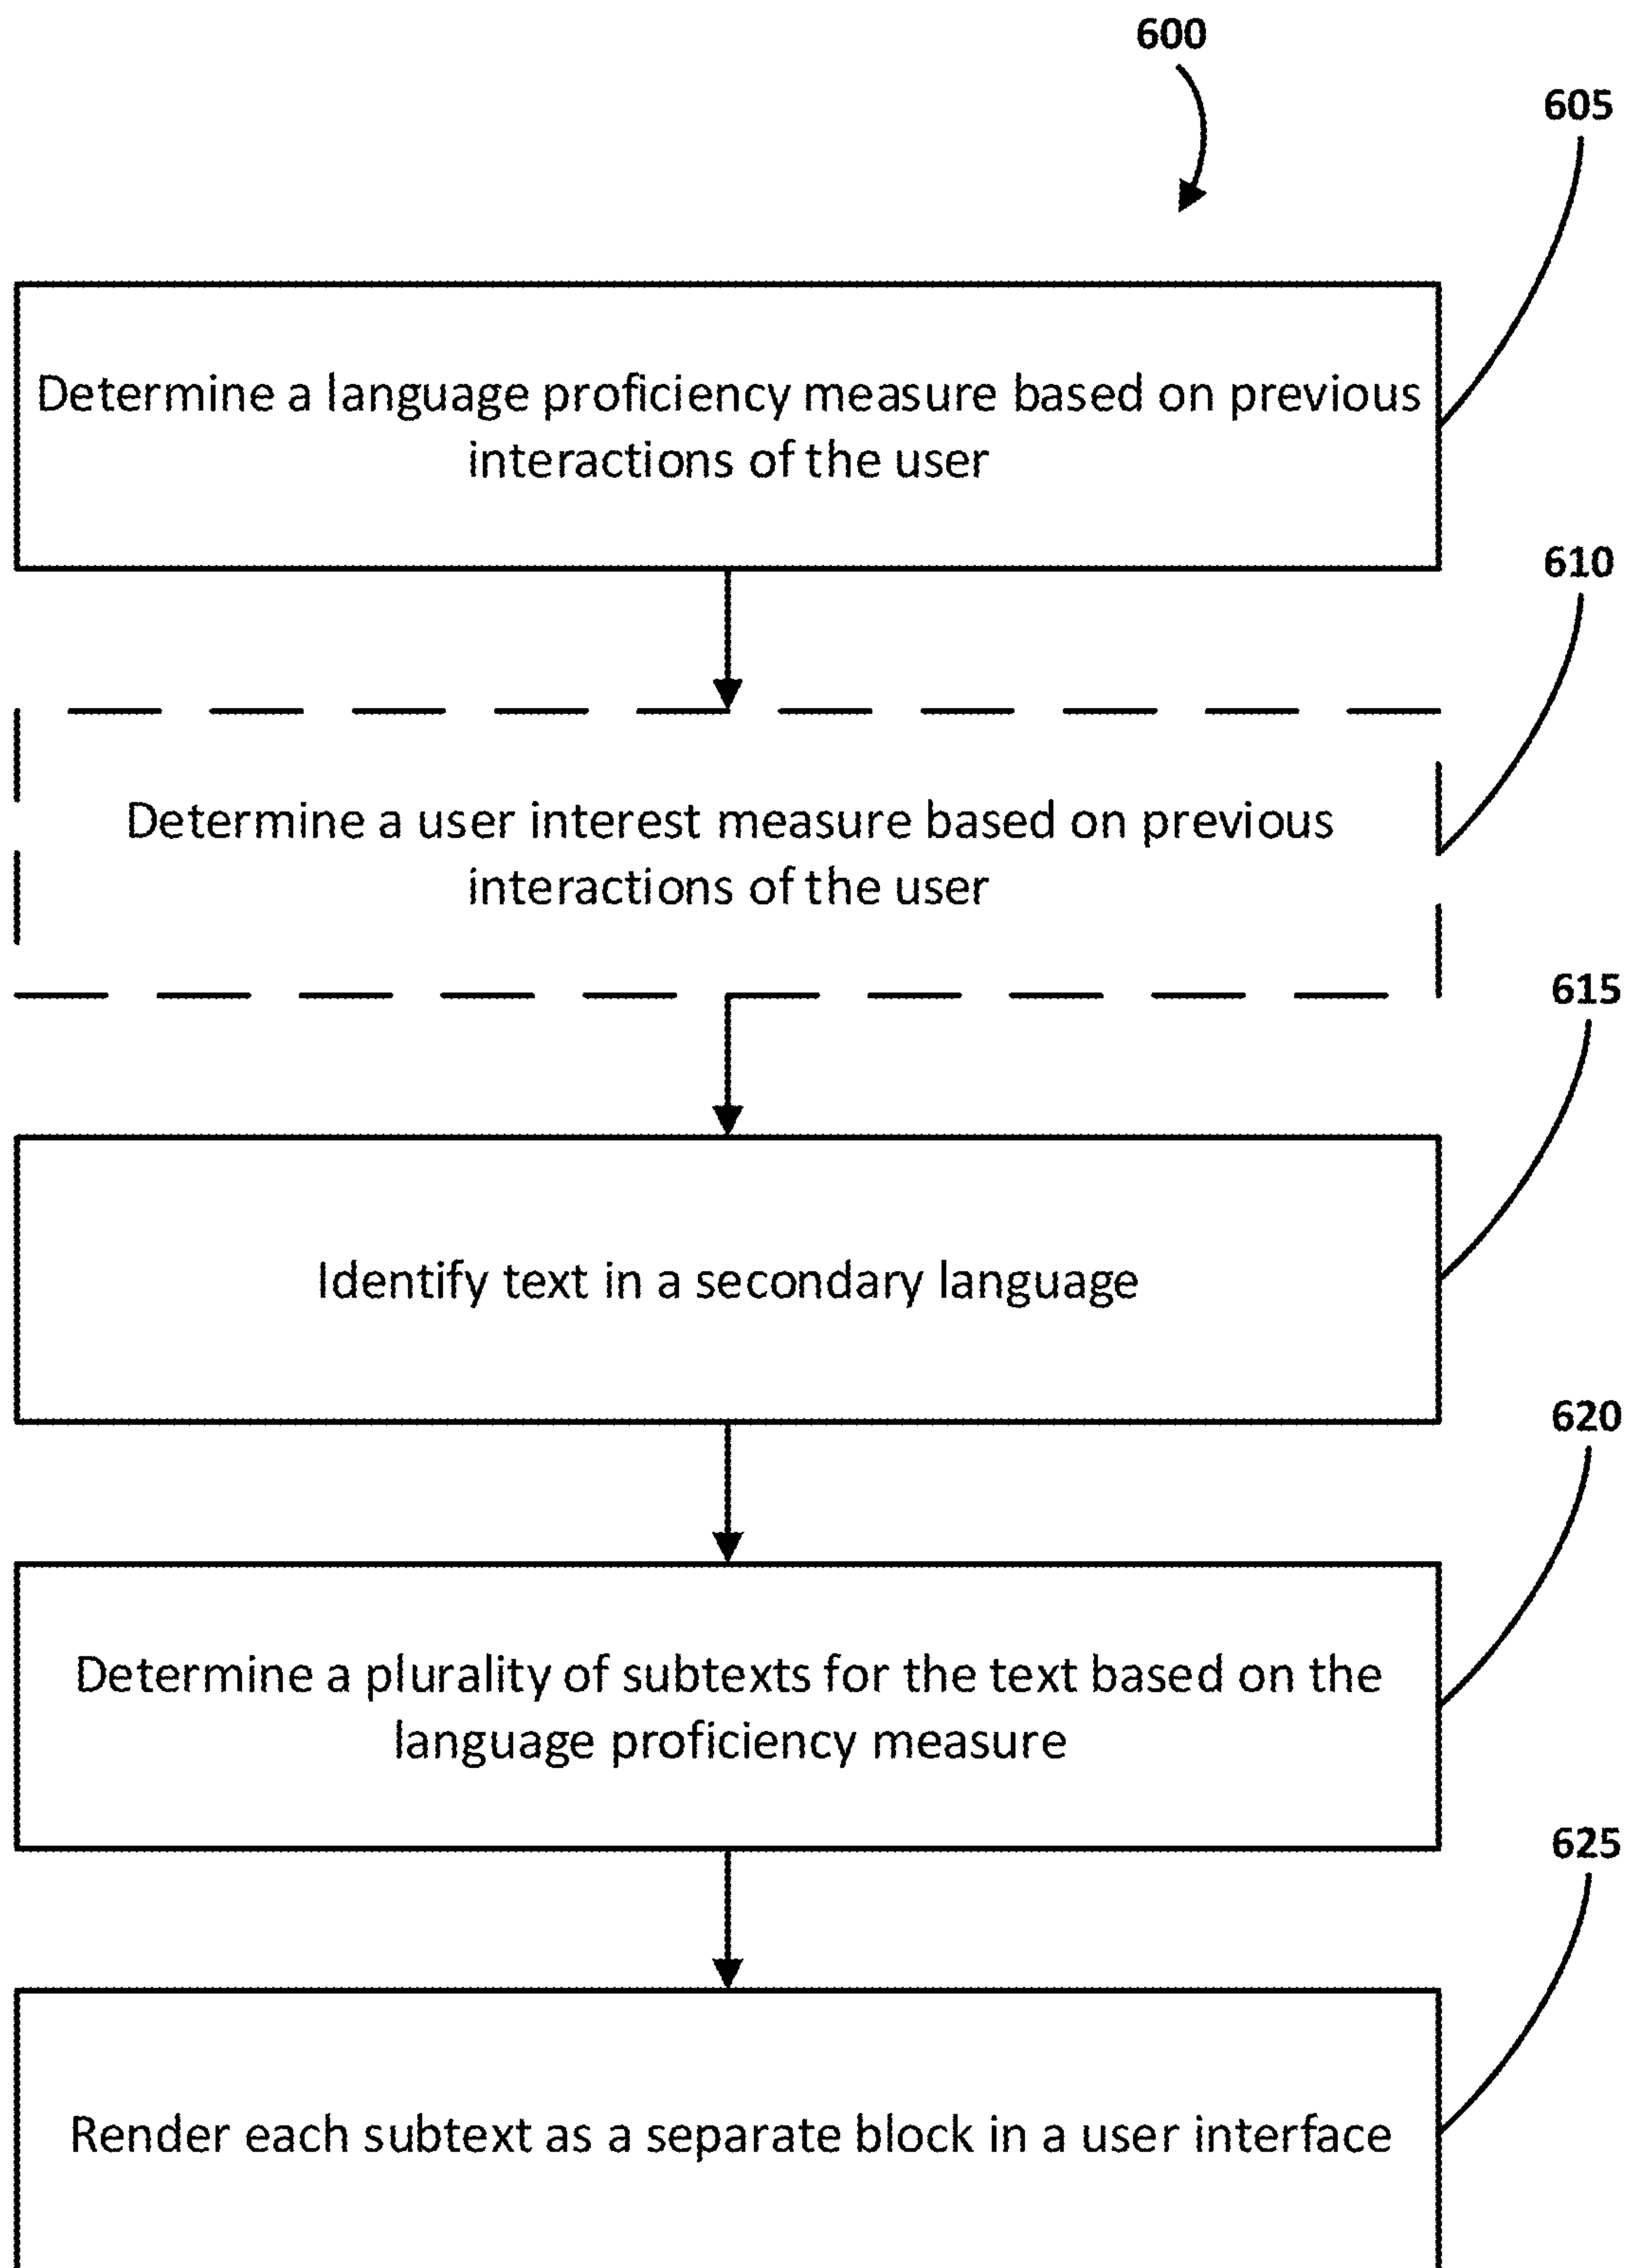 600
605
Determine a language proficiency measure based on previous
interactions of the user
610
Determine a user interest measure based on previous
interactions of the user
615
Identify text in a secondary language
620
Determine a plurality of subtexts for the text based on the
language proficiency measure
625
Render each subtext as a separate block in a user interface